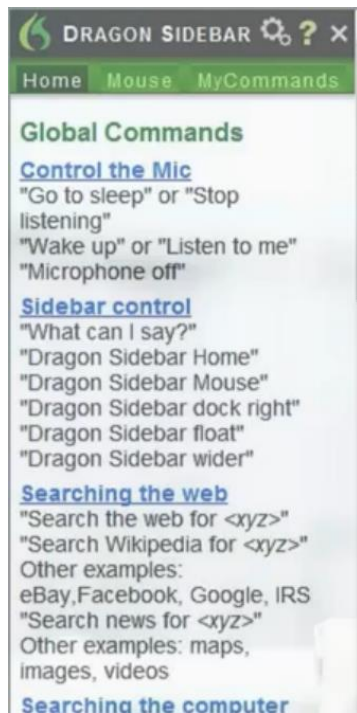 DRAGON SIDEBAR ? ×
Home Mouse MyCommands
Global Commands
Control the Mic
"Go to sleep" or "Stop
listening"
"Wake up" or "Listen to me"
"Microphone off"
Sidebar control
"What can I say?"
"Dragon Sidebar Home"
"Dragon Sidebar Mouse"
"Dragon Sidebar dock right"
"Dragon Sidebar float"
"Dragon Sidebar wider"
Searching the web
"Search the web for <xyz>"
"Search Wikipedia for <xyz>"
Other examples:
eBay,Facebook, Google, IRS
"Search news for <xyz>"
Other examples: maps,
images, videos
Searching the computer